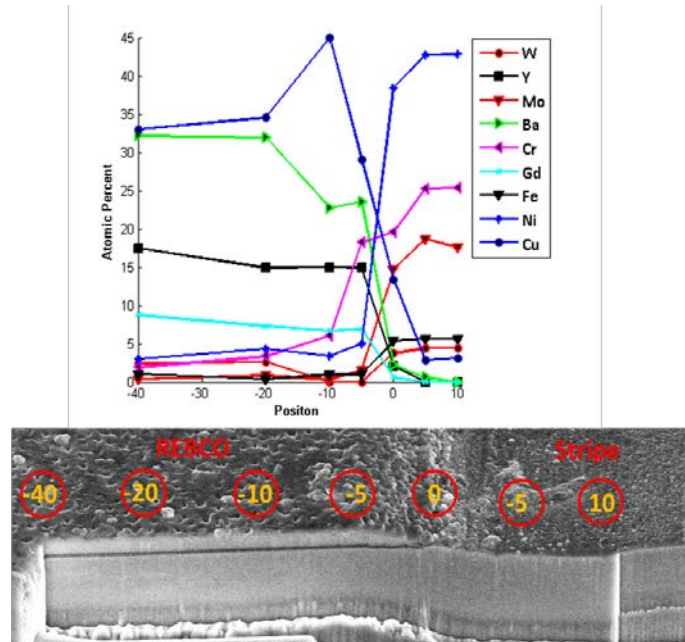 45
40
35
30
25
20
15
10
5
0
Atomic Percent
-40 -30 -20 -10 0 10
Positon
W
Y
Mo
Ba
Cr
Gd
Fe
Ni
Cu
REBCO Stripe
-40 -20 -10 -5 0 -5 10